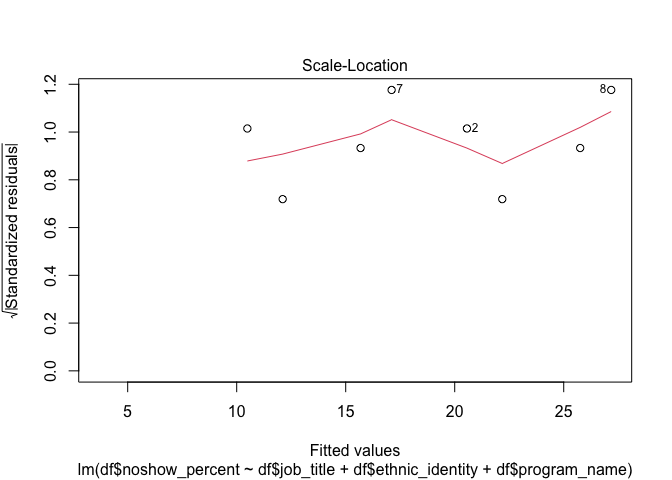 Scale-Location
√|Standardized residuals|
1.2
1.0
0.8
0.6
0.4
0.2
0.0
7
2
8
5 10 15 20 25
Fitted values
lm(df$noshow_percent ~ df$job_title + df$ethnic_identity + df$program_name)